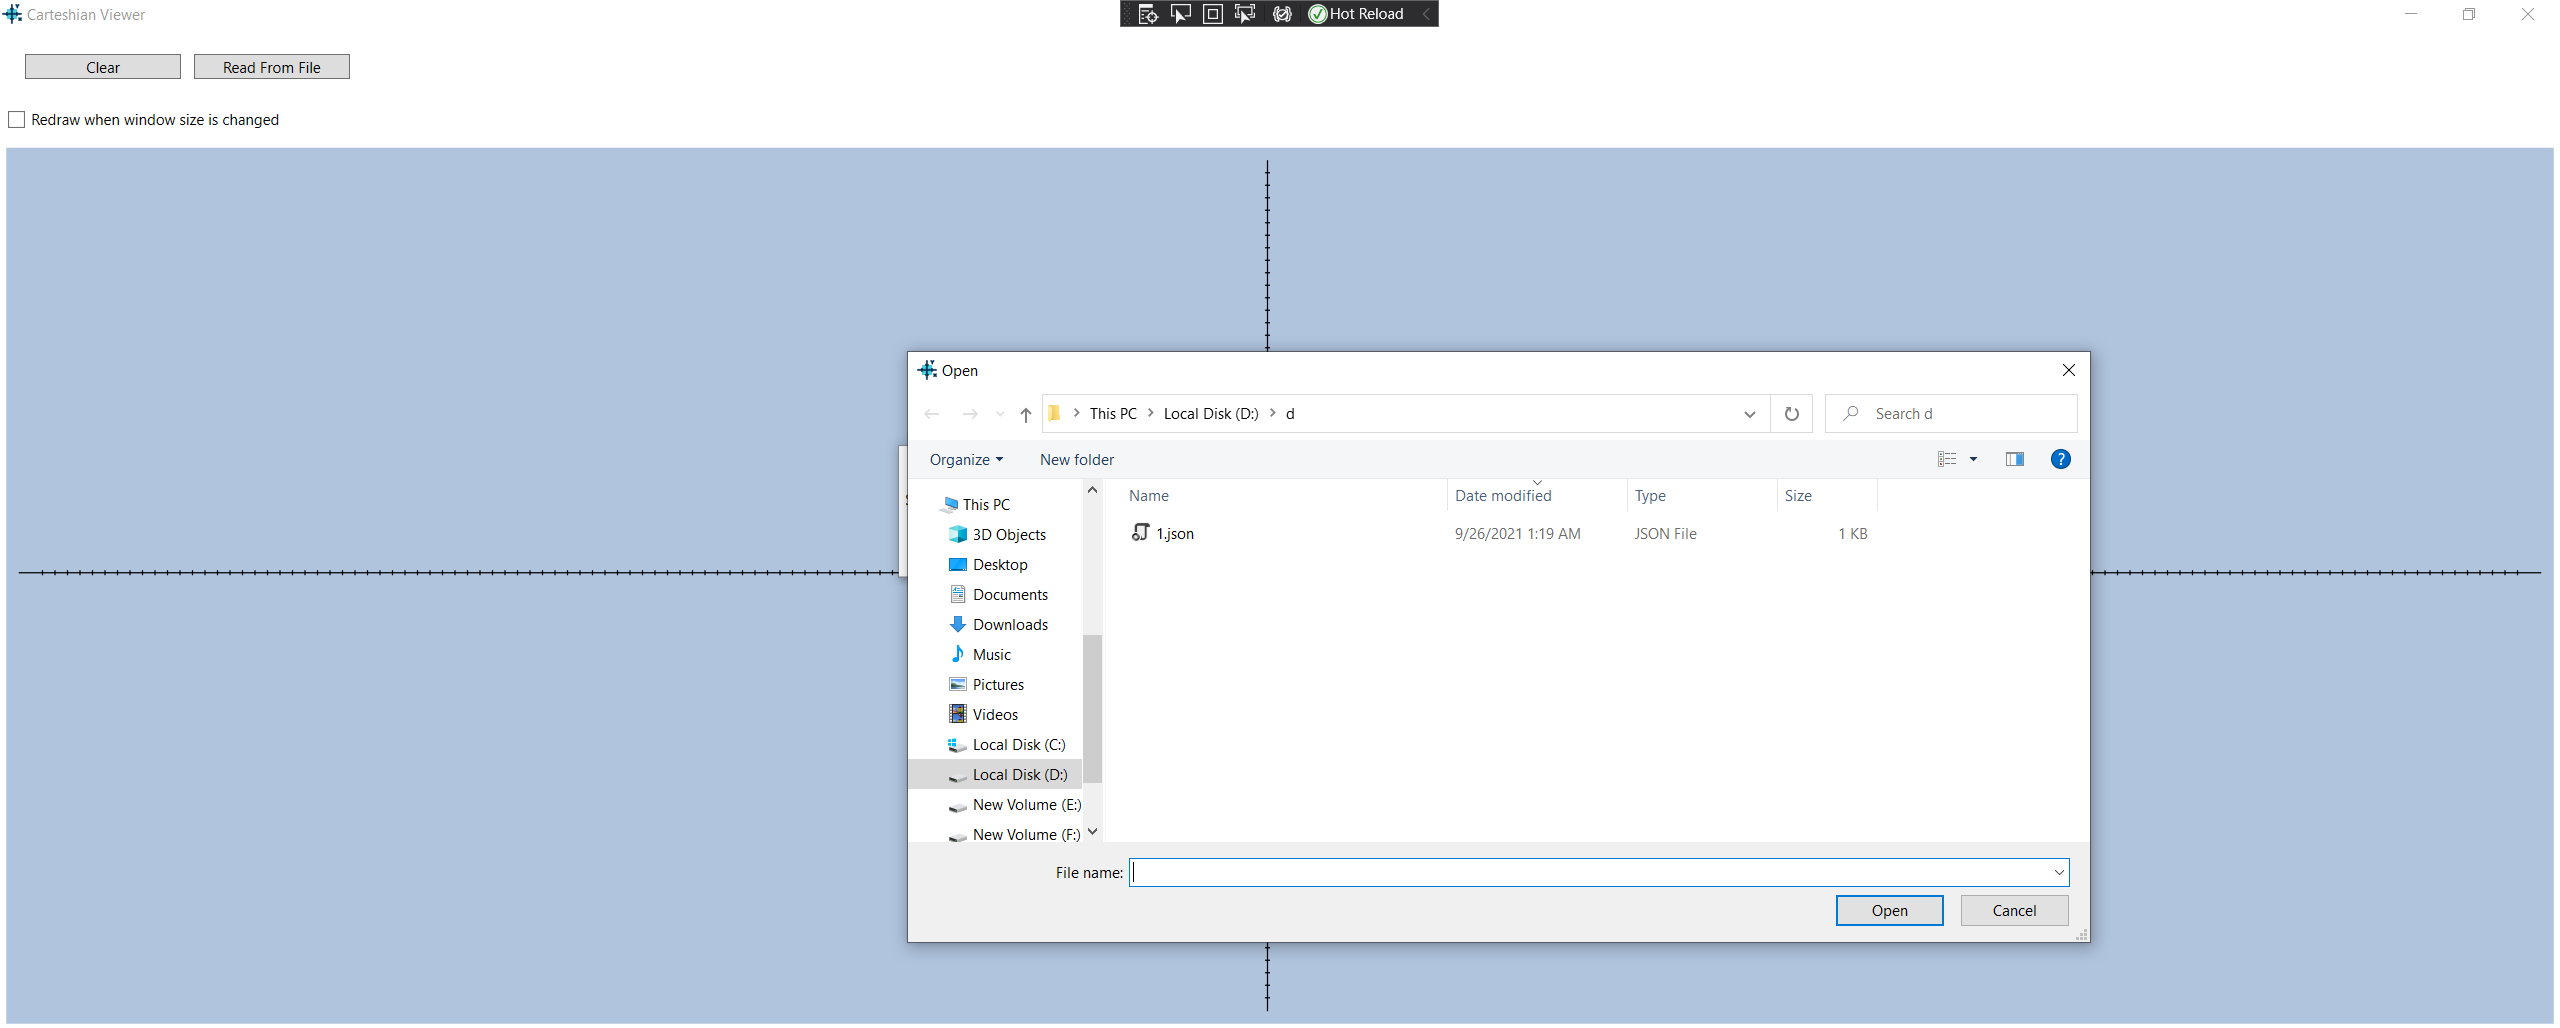 Carteshian Viewer
Hot Reload
Clear
Read From File
Redraw when window size is changed
Open
This PC
Local Disk (D:)
d
Search d
Organize
New folder
?
Name
Date modified
Type
Size
This PC
3D Objects
Desktop
Documents
Downloads
Music
Pictures
Videos
Local Disk (C:)
Local Disk (D:)
New Volume (E:)
New Volume (F:)
1.json
9/26/2021 1:19 AM
JSON File
1 KB
File name:
Open
Cancel